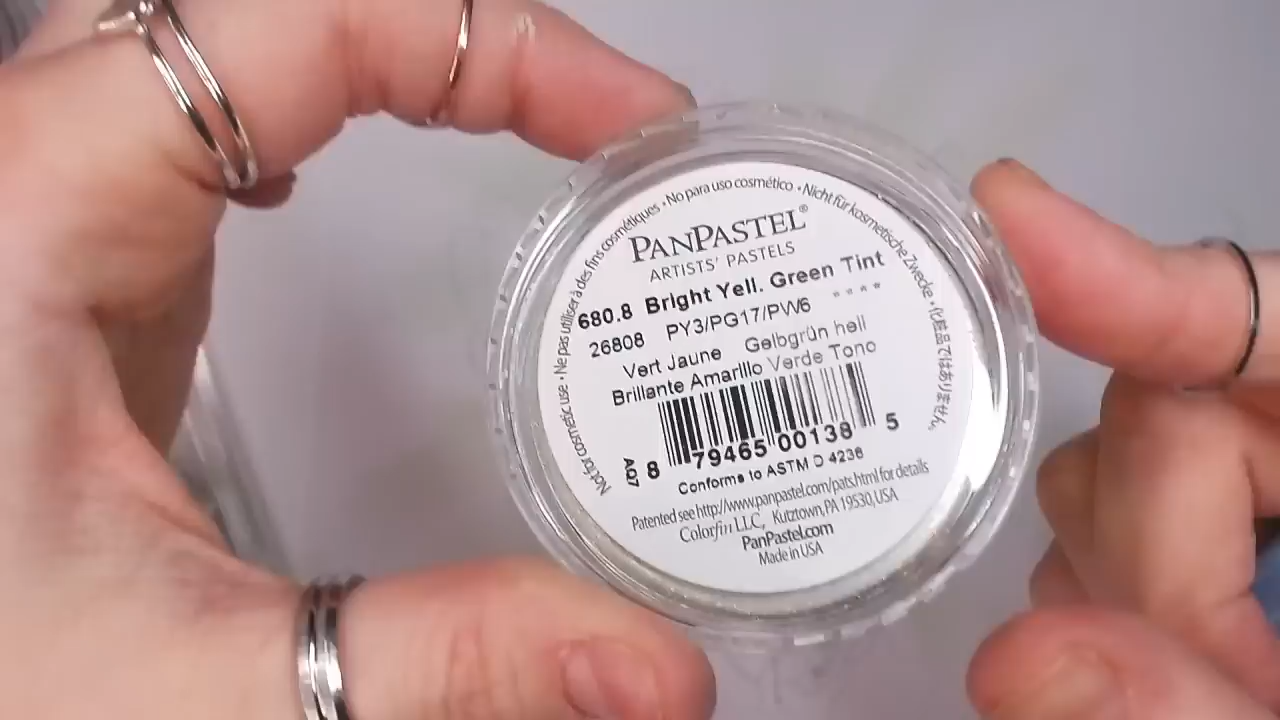 Not for cosmetic use • Ne pas utiliser à des fins cosmétiques • No para uso cosmético • Nicht für kosmetische Zwecke • 化粧品ではありません。
PANPASTEL®
ARTISTS' PASTELS
680.8 Bright Yell. Green Tint
26808 PY3/PG17/PW6 ****
Vert Jaune Gelbgrün hell
Brillante Amarillo Verde Tono
AQ7
8 79465 00138 5
Conforms to ASTM D 4236
Patented see http://www.panpastel.com/pats.html for details
Colorfin LLC, Kutztown, PA 19530, USA
PanPastel.com
Made in USA